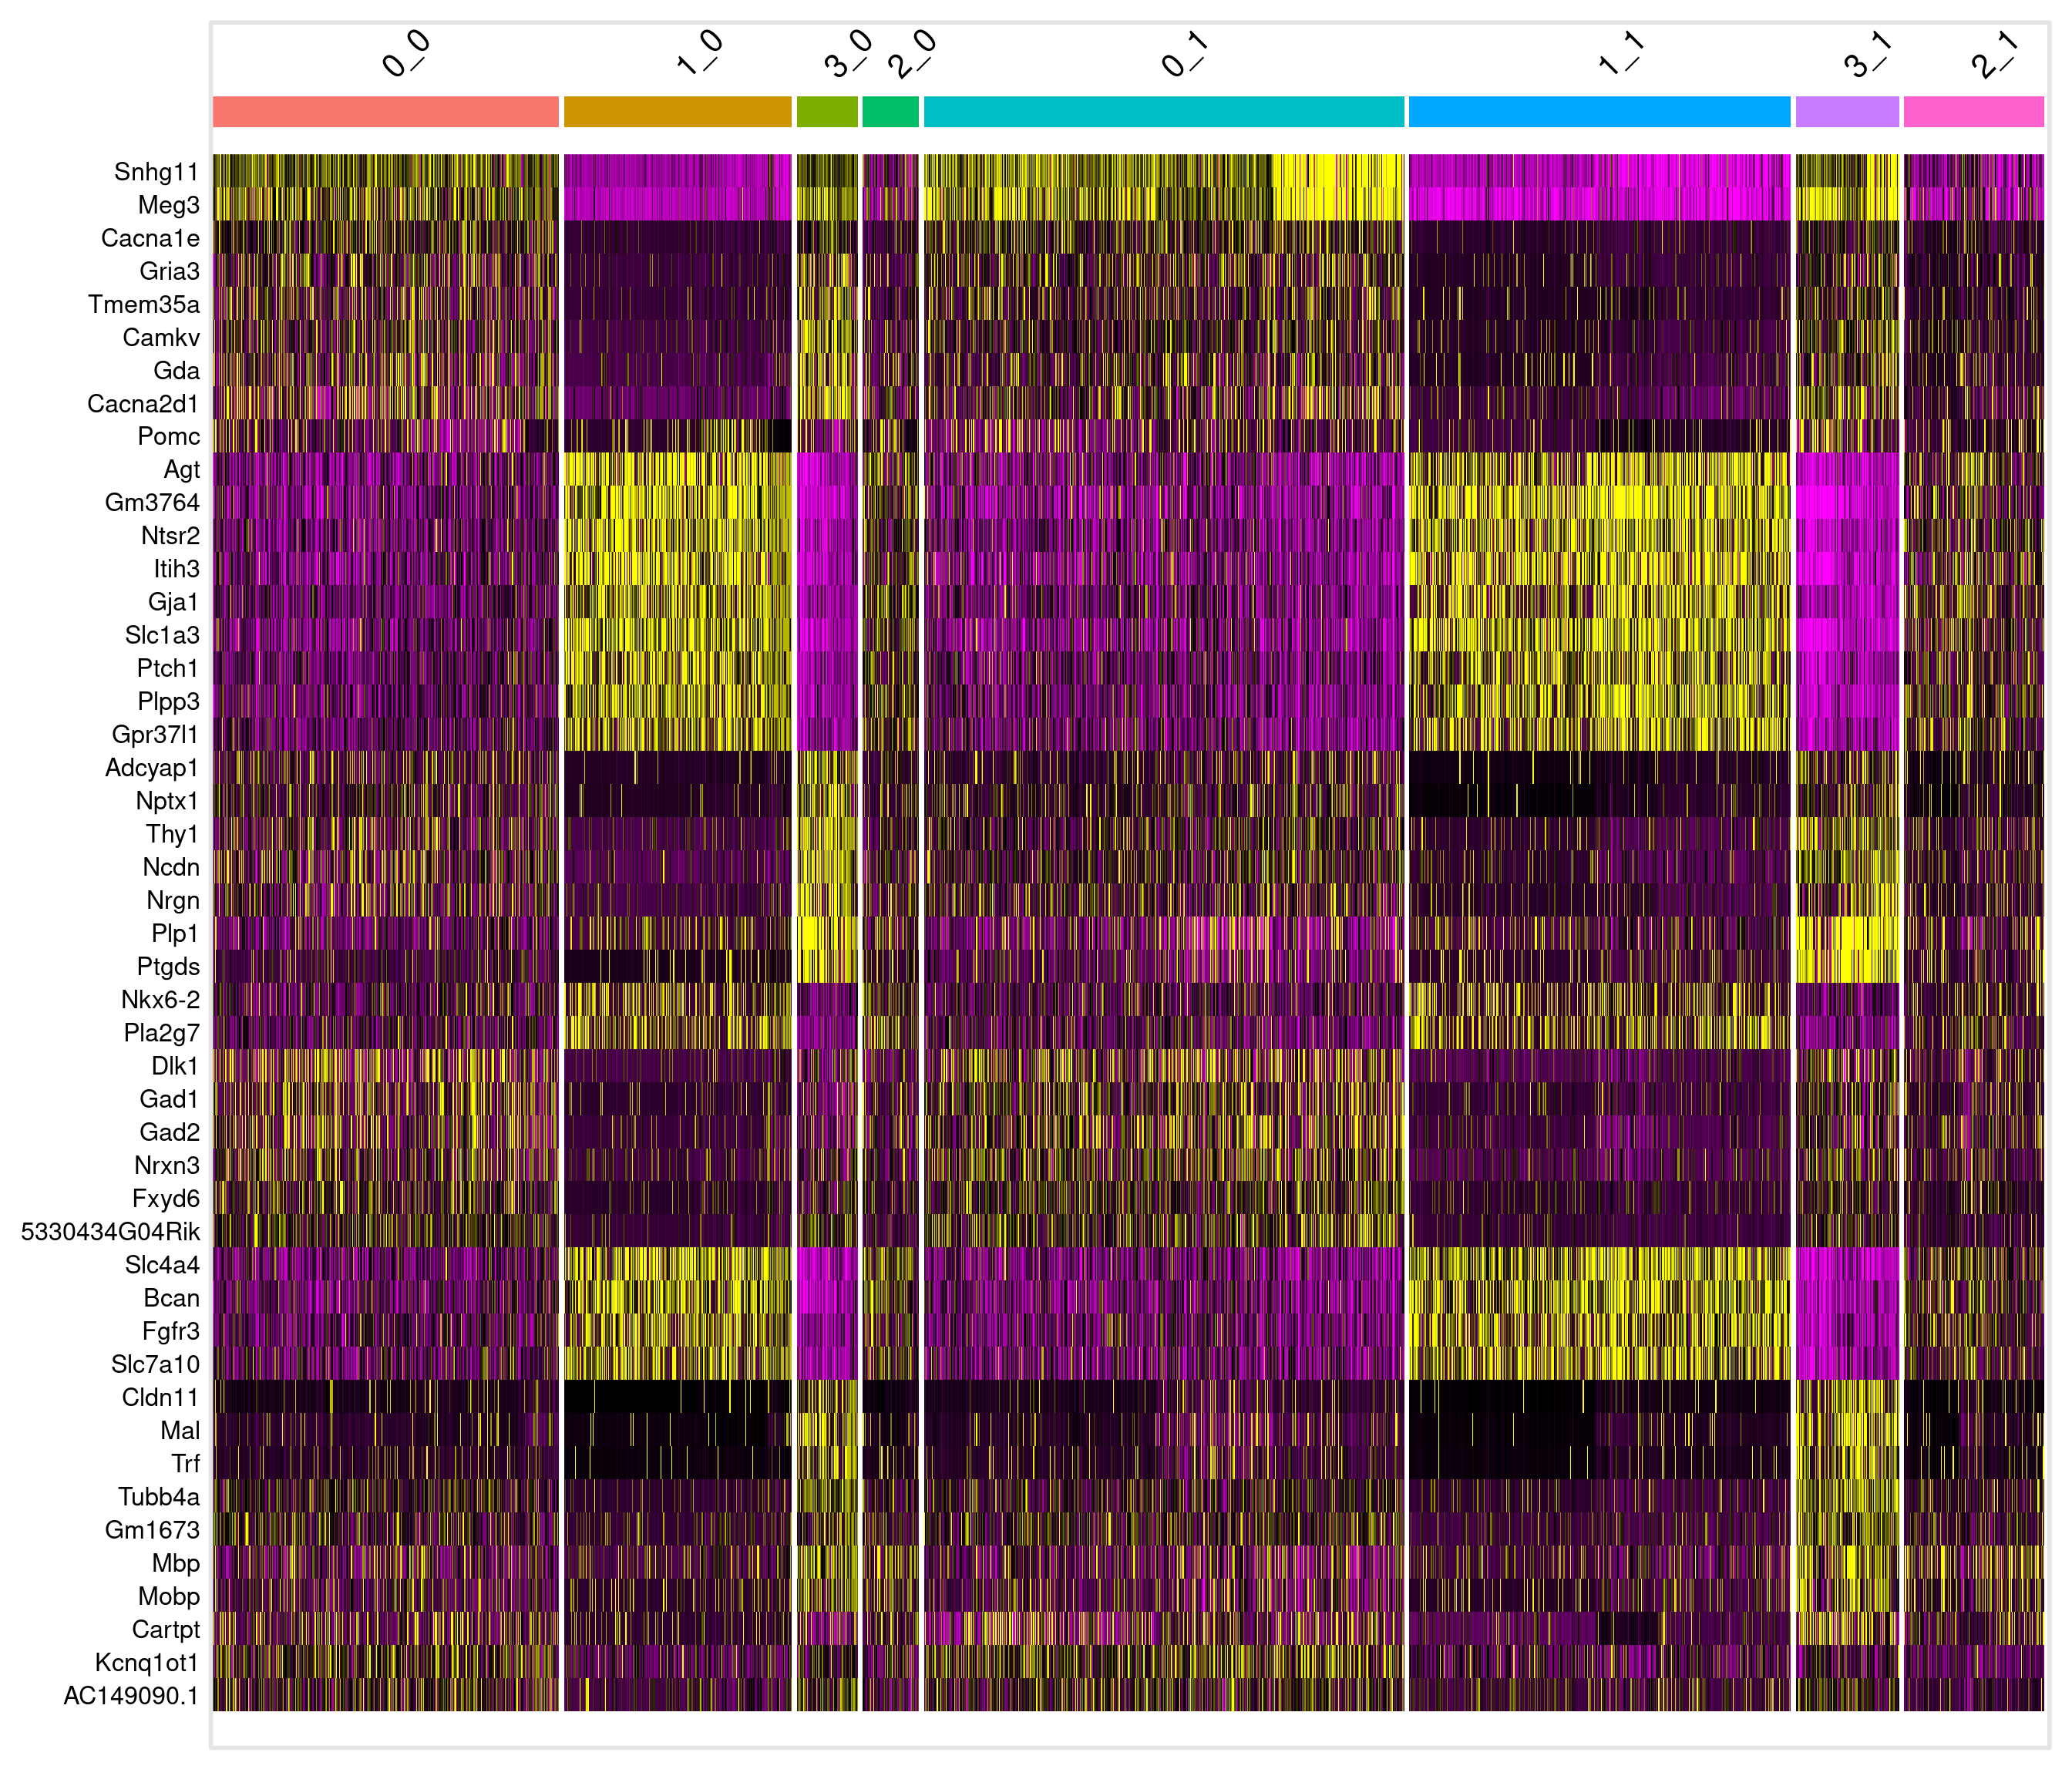 0_0
1_0
3_0
2_0
0_1
1_1
3_1
2_1
Snhg11
Meg3
Cacna1e
Gria3
Tmem35a
Camkv
Gda
Cacna2d1
Pomc
Agt
Gm3764
Ntsr2
Itih3
Gja1
Slc1a3
Ptch1
Plpp3
Gpr37l1
Adcyap1
Nptx1
Thy1
Ncdn
Nrgn
Plp1
Ptgds
Nkx6-2
Pla2g7
Dlk1
Gad1
Gad2
Nrxn3
Fxyd6
5330434G04Rik
Slc4a4
Bcan
Fgfr3
Slc7a10
Cldn11
Mal
Trf
Tubb4a
Gm1673
Mbp
Mobp
Cartpt
Kcnq1ot1
AC149090.1